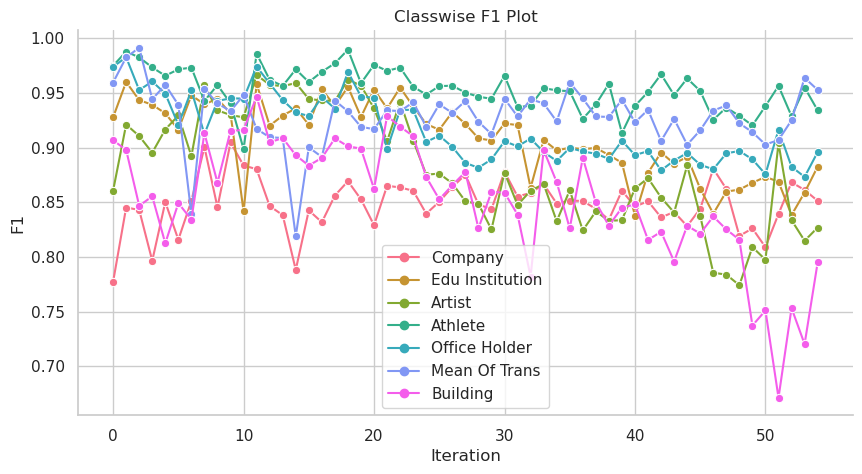 Classwise F1 Plot
1.00
0.95
0.90
0.85
0.80
0.75
0.70
F1
Company
Edu Institution
Artist
Athlete
Office Holder
Mean Of Trans
Building
0
10
20
30
40
50
Iteration